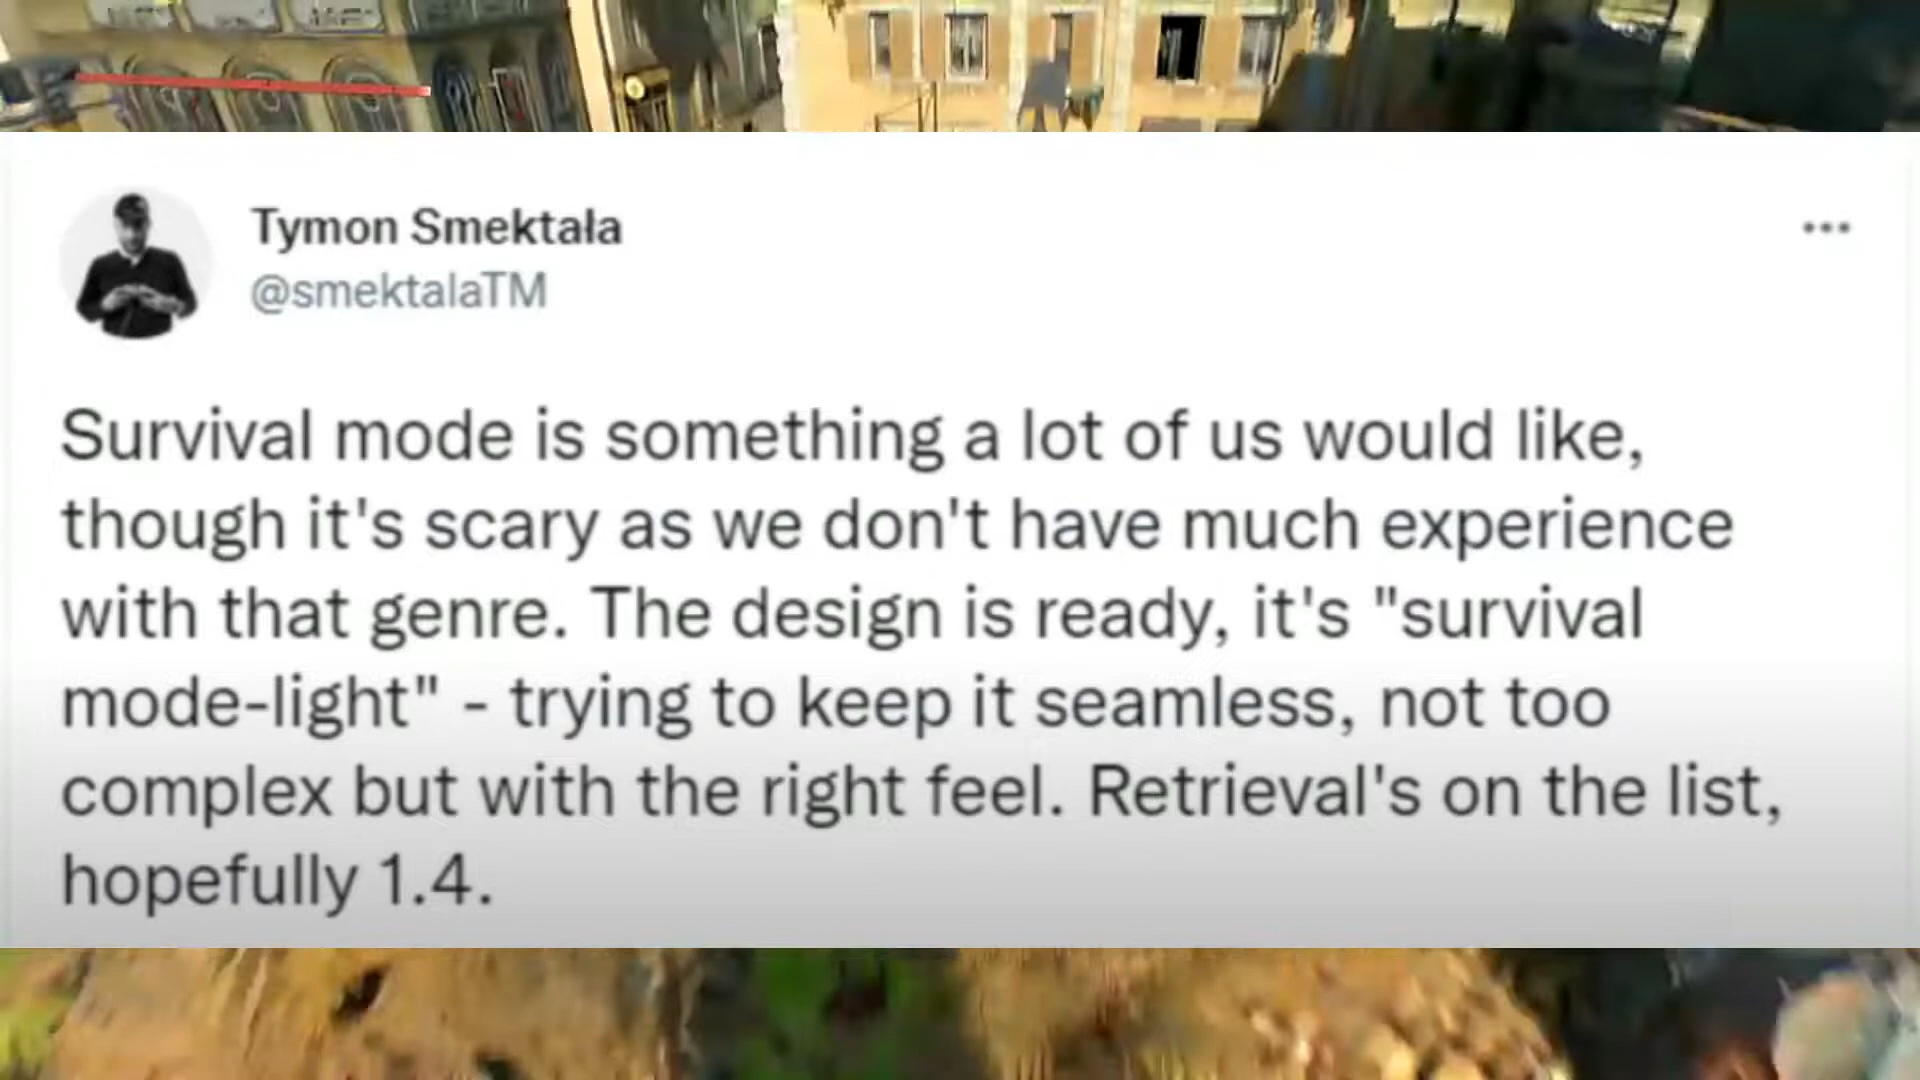 Tymon Smektała
@smektalaTM
Survival mode is something a lot of us would like,
though it's scary as we don't have much experience
with that genre. The design is ready, it's "survival
mode-light" - trying to keep it seamless, not too
complex but with the right feel. Retrieval's on the list,
hopefully 1.4.